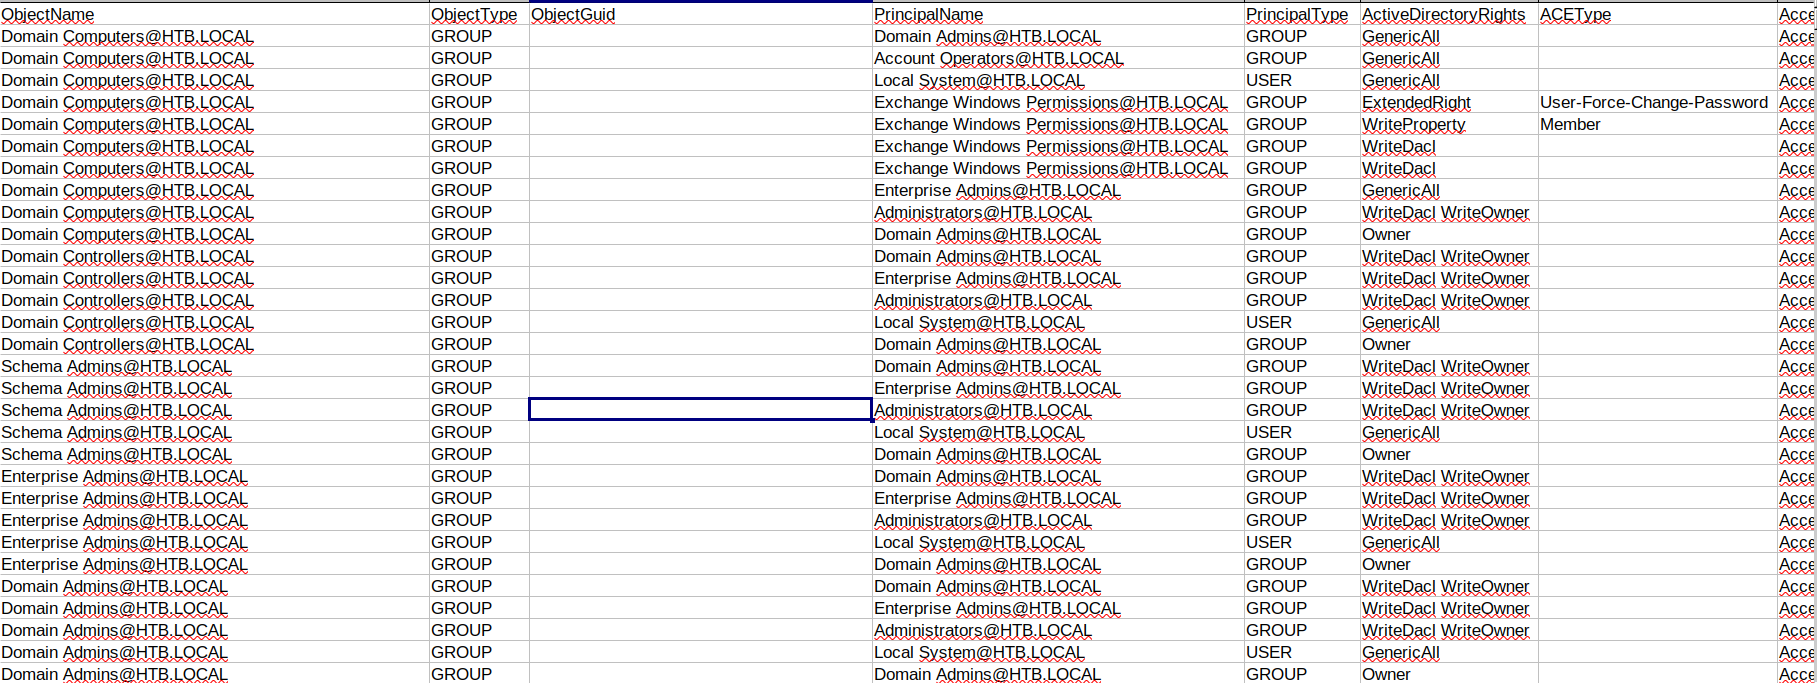 ObjectName ObjectType ObjectGuid PrincipalName PrincipalType ActiveDirectoryRights ACEType Acce
Domain Computers@HTB.LOCAL GROUP Domain Admins@HTB.LOCAL GROUP GenericAll Acce
Domain Computers@HTB.LOCAL GROUP Account Operators@HTB.LOCAL GROUP GenericAll Acce
Domain Computers@HTB.LOCAL GROUP Local System@HTB.LOCAL USER GenericAll Acce
Domain Computers@HTB.LOCAL GROUP Exchange Windows Permissions@HTB.LOCAL GROUP ExtendedRight User-Force-Change-Password Acce
Domain Computers@HTB.LOCAL GROUP Exchange Windows Permissions@HTB.LOCAL GROUP WriteProperty Member Acce
Domain Computers@HTB.LOCAL GROUP Exchange Windows Permissions@HTB.LOCAL GROUP WriteDacl Acce
Domain Computers@HTB.LOCAL GROUP Exchange Windows Permissions@HTB.LOCAL GROUP WriteDacl Acce
Domain Computers@HTB.LOCAL GROUP Enterprise Admins@HTB.LOCAL GROUP GenericAll Acce
Domain Computers@HTB.LOCAL GROUP Administrators@HTB.LOCAL GROUP WriteDacl WriteOwner Acce
Domain Computers@HTB.LOCAL GROUP Domain Admins@HTB.LOCAL GROUP Owner Acce
Domain Controllers@HTB.LOCAL GROUP Domain Admins@HTB.LOCAL GROUP WriteDacl WriteOwner Acce
Domain Controllers@HTB.LOCAL GROUP Enterprise Admins@HTB.LOCAL GROUP WriteDacl WriteOwner Acce
Domain Controllers@HTB.LOCAL GROUP Administrators@HTB.LOCAL GROUP WriteDacl WriteOwner Acce
Domain Controllers@HTB.LOCAL GROUP Local System@HTB.LOCAL USER GenericAll Acce
Domain Controllers@HTB.LOCAL GROUP Domain Admins@HTB.LOCAL GROUP Owner Acce
Schema Admins@HTB.LOCAL GROUP Domain Admins@HTB.LOCAL GROUP WriteDacl WriteOwner Acce
Schema Admins@HTB.LOCAL GROUP Enterprise Admins@HTB.LOCAL GROUP WriteDacl WriteOwner Acce
Schema Admins@HTB.LOCAL GROUP Administrators@HTB.LOCAL GROUP WriteDacl WriteOwner Acce
Schema Admins@HTB.LOCAL GROUP Local System@HTB.LOCAL USER GenericAll Acce
Schema Admins@HTB.LOCAL GROUP Domain Admins@HTB.LOCAL GROUP Owner Acce
Enterprise Admins@HTB.LOCAL GROUP Domain Admins@HTB.LOCAL GROUP WriteDacl WriteOwner Acce
Enterprise Admins@HTB.LOCAL GROUP Enterprise Admins@HTB.LOCAL GROUP WriteDacl WriteOwner Acce
Enterprise Admins@HTB.LOCAL GROUP Administrators@HTB.LOCAL GROUP WriteDacl WriteOwner Acce
Enterprise Admins@HTB.LOCAL GROUP Local System@HTB.LOCAL USER GenericAll Acce
Enterprise Admins@HTB.LOCAL GROUP Domain Admins@HTB.LOCAL GROUP Owner Acce
Domain Admins@HTB.LOCAL GROUP Domain Admins@HTB.LOCAL GROUP WriteDacl WriteOwner Acce
Domain Admins@HTB.LOCAL GROUP Enterprise Admins@HTB.LOCAL GROUP WriteDacl WriteOwner Acce
Domain Admins@HTB.LOCAL GROUP Administrators@HTB.LOCAL GROUP WriteDacl WriteOwner Acce
Domain Admins@HTB.LOCAL GROUP Local System@HTB.LOCAL USER GenericAll Acce
Domain Admins@HTB.LOCAL GROUP Domain Admins@HTB.LOCAL GROUP Owner Acce